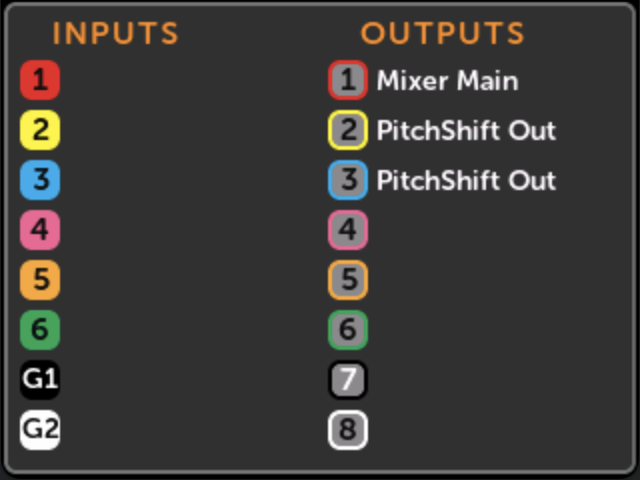 INPUTS OUTPUTS
1 1 Mixer Main
2 2 PitchShift Out
3 3 PitchShift Out
4 4
5 5
6 6
G1 7
G2 8